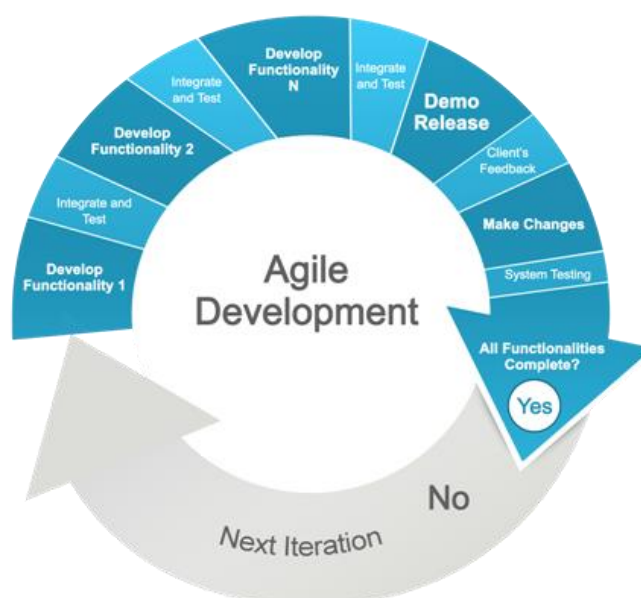 Develop
Functionality 1
Integrate and
Test
Develop
Functionality 2
Integrate
and Test
Develop
Functionality
N
Integrate
and Test
Demo
Release
Client's
Feedback
Make Changes
System Testing
All Functionalities
Complete?
Yes
No
Next Iteration
Agile
Development